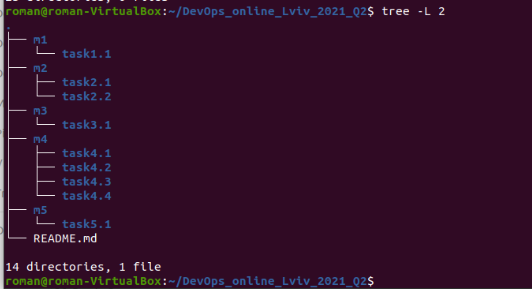 roman@roman-VirtualBox:~/DevOps_online_Lviv_2021_Q2$ tree -L 2
.
├── m1
│   └── task1.1
├── m2
│   ├── task2.1
│   └── task2.2
├── m3
│   └── task3.1
├── m4
│   ├── task4.1
│   ├── task4.2
│   ├── task4.3
│   └── task4.4
├── m5
│   └── task5.1
└── README.md

14 directories, 1 file
roman@roman-VirtualBox:~/DevOps_online_Lviv_2021_Q2$